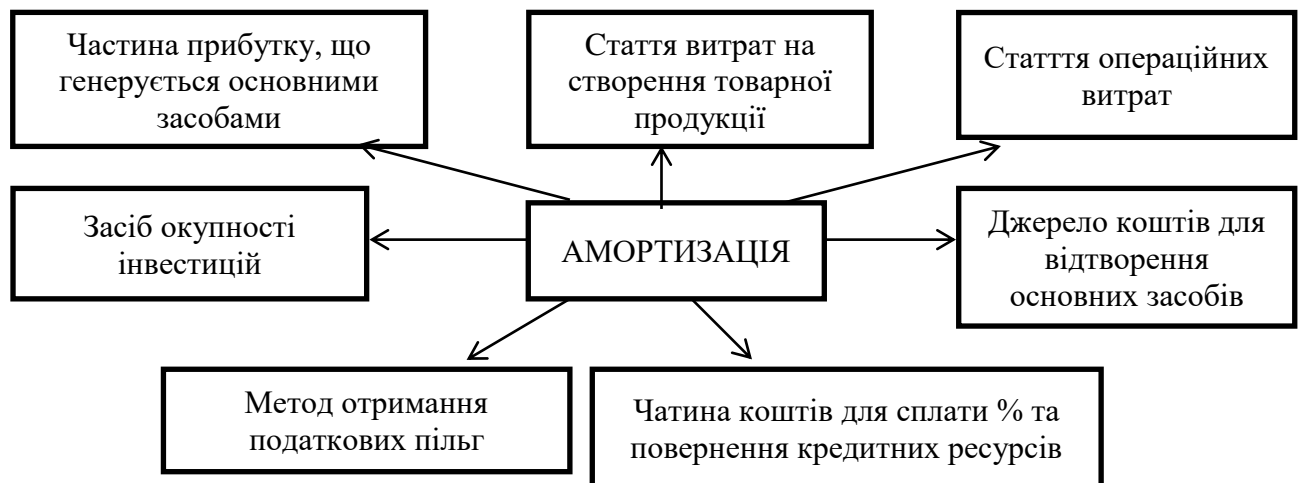 Частина прибутку, що
генерується основними
засобами
Стаття витрат на
створення товарної
продукції
Статття операційних
витрат
Засіб окупності
інвестицій
АМОРТИЗАЦІЯ
Джерело коштів для
відтворення
основних засобів
Метод отримання
податкових пільг
Чатина коштів для сплати % та
повернення кредитних ресурсів